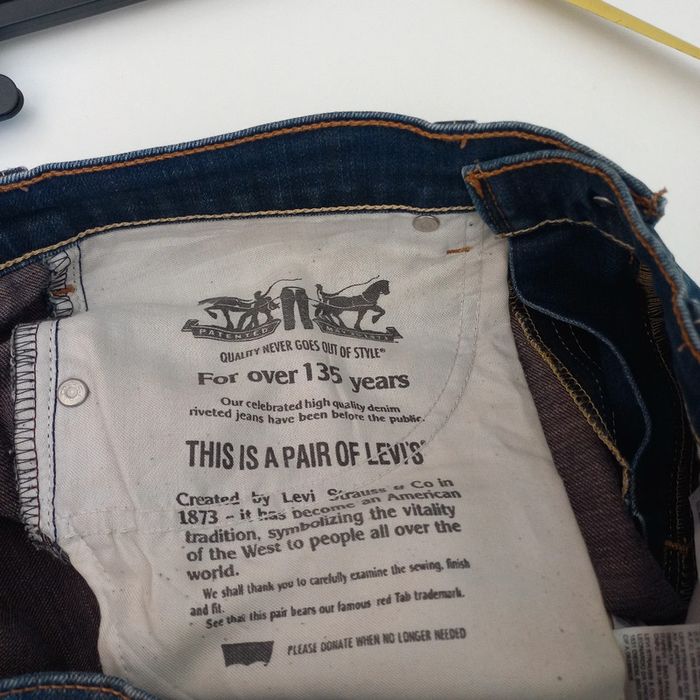 PATENTED
QUALITY NEVER GOES OUT OF STYLE®
For over 135 years
Our celebrated high quality denim
riveted jeans have been before the public.
THIS IS A PAIR OF LEVI'S®
Created by Levi Strauss & Co in
1873 - it has become an American
tradition, symbolizing the vitality
of the West to people all over the
world.
We shall thank you to carefully examine the sewing, finish
and fit.
See that this pair bears our famous red Tab trademark.
PLEASE DONATE WHEN NO LONGER NEEDED